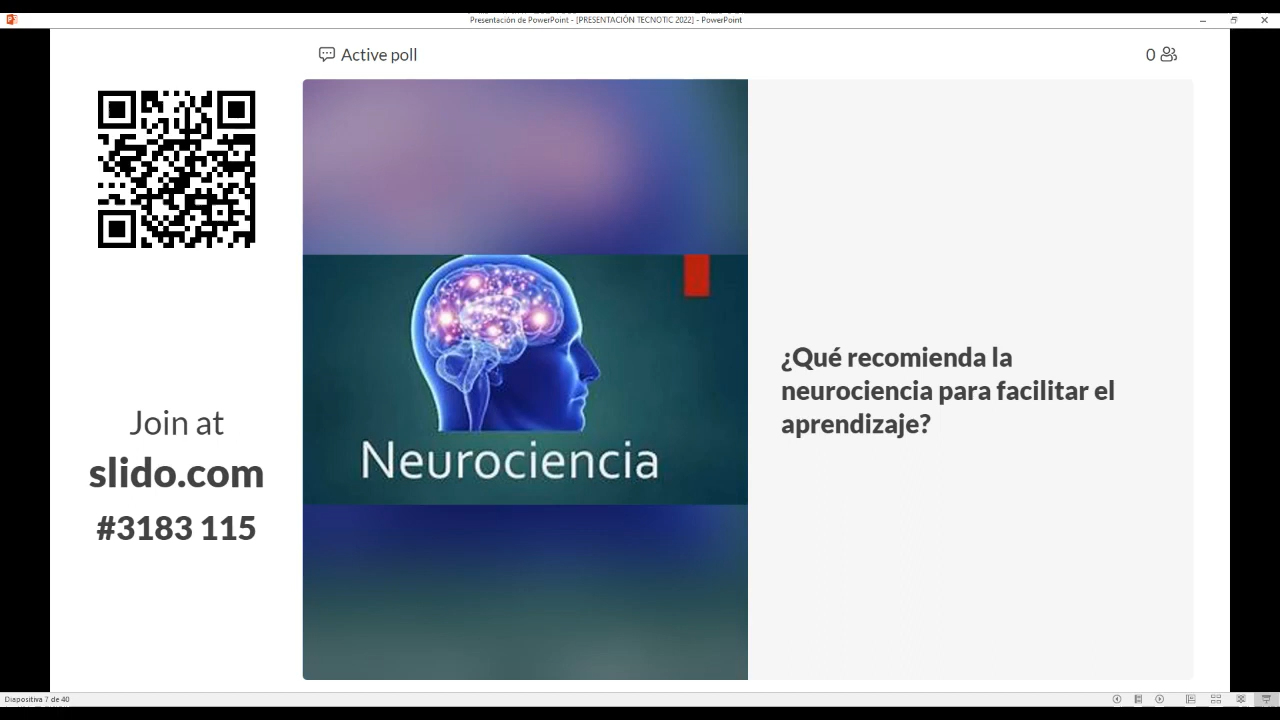 Presentación de PowerPoint - [PRESENTACIÓN TECNOTIC 2022] - PowerPoint
Active poll
0
Join at
slido.com
#3183 115
Neurociencia
¿Qué recomienda la
neurociencia para facilitar el
aprendizaje?
Diapositiva 7 de 40